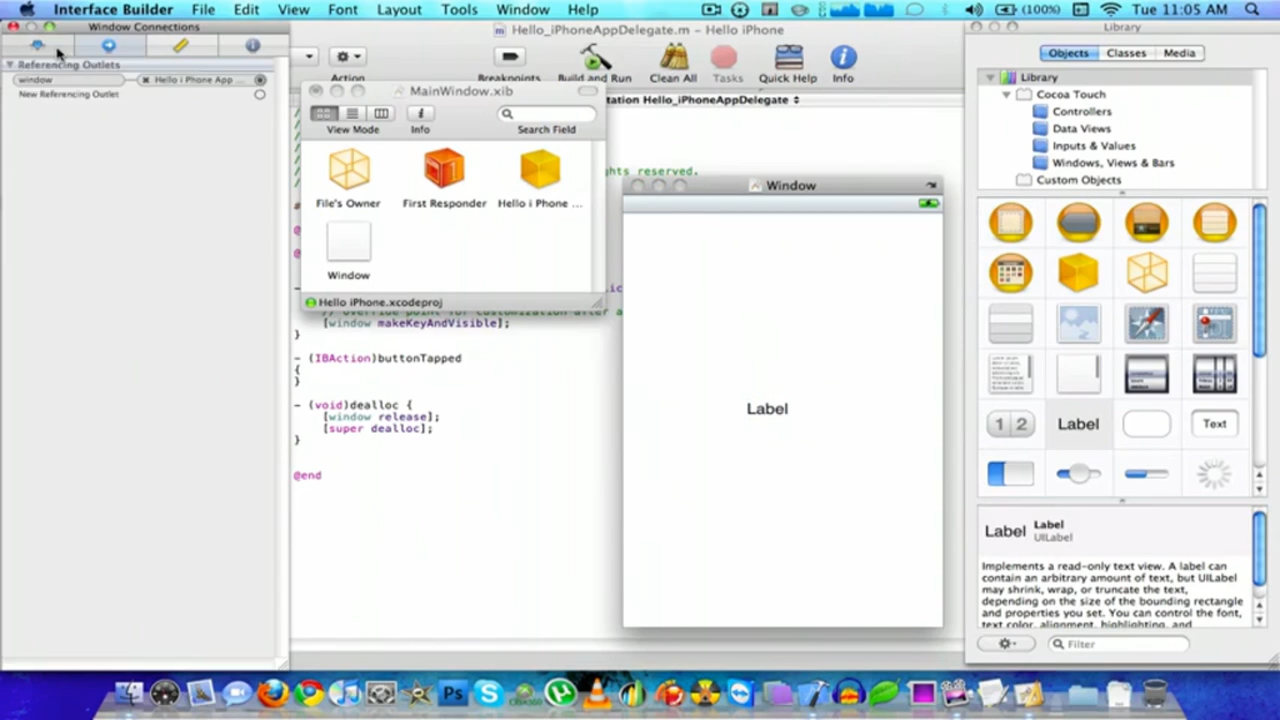 Interface Builder File Edit View Font Layout Tools Window Help (100%) Tue 11:05 AM
Window Connections
Referencing Outlets
window Hello i Phone App ...
New Referencing Outlet
Hello_iPhoneAppDelegate.m – Hello iPhone
Action Breakpoints Build and Run Clean All Tasks Quick Help Info
tation Hello_iPhoneAppDelegate
MainWindow.xib
View Mode Info Search Field
File's Owner First Responder Hello i Phone ...
Window
Hello iPhone.xcodeproj
ghts reserved.
[window makeKeyAndVisible];
}
- (IBAction)buttonTapped
{
}
- (void)dealloc {
[window release];
[super dealloc];
}
@end
Window
Label
Library
Objects Classes Media
Library
Cocoa Touch
Controllers
Data Views
Inputs & Values
Windows, Views & Bars
Custom Objects
1 2 Label Text
Label Label
UILabel
Implements a read-only text view. A label can
contain an arbitrary amount of text, but UILabel
may shrink, wrap, or truncate the text,
depending on the size of the bounding rectangle
and properties you set. You can control the font,
text color, alignment, highlighting, and
Filter
Ps